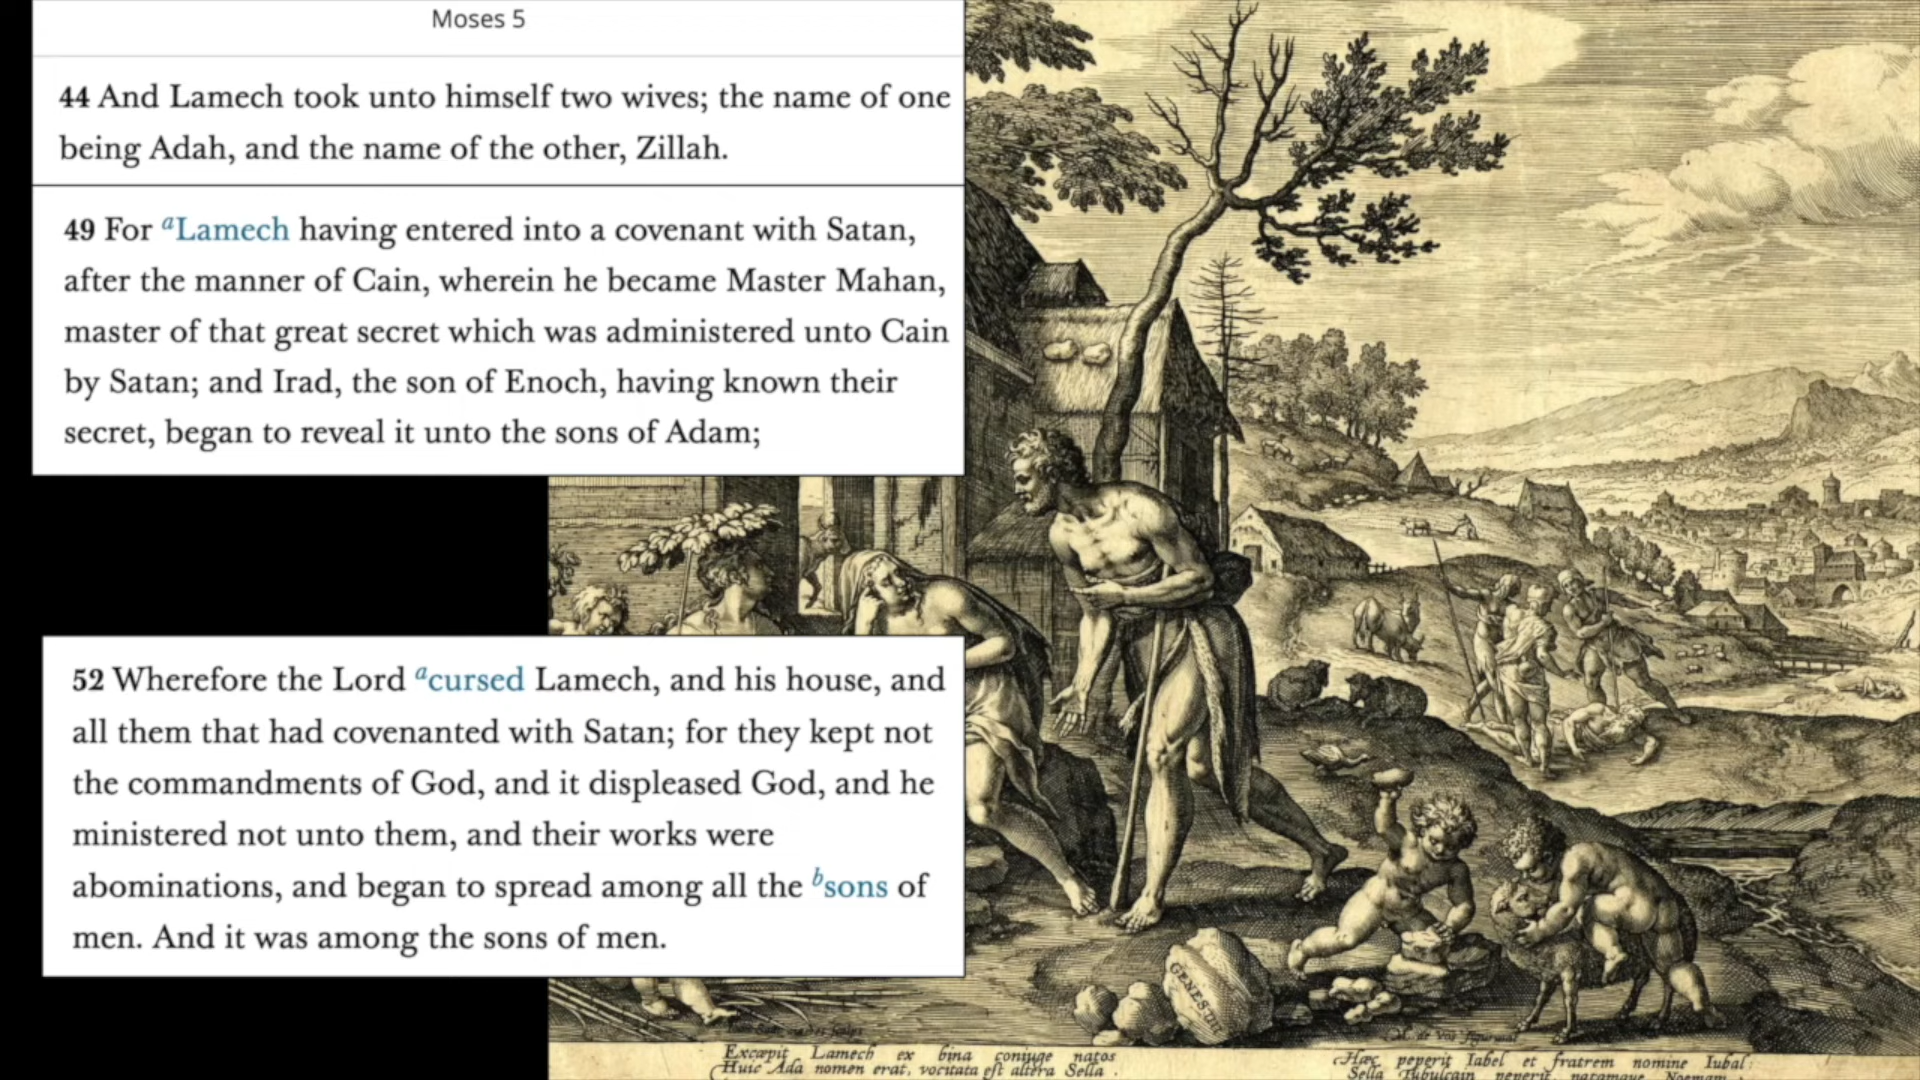 Moses 5
44 And Lamech took unto himself two wives; the name of one
being Adah, and the name of the other, Zillah.
49 For aLamech having entered into a covenant with Satan,
after the manner of Cain, wherein he became Master Mahan,
master of that great secret which was administered unto Cain
by Satan; and Irad, the son of Enoch, having known their
secret, began to reveal it unto the sons of Adam;
52 Wherefore the Lord acursed Lamech, and his house, and
all them that had covenanted with Satan; for they kept not
the commandments of God, and it displeased God, and he
ministered not unto them, and their works were
abominations, and began to spread among all the bsons of
men. And it was among the sons of men.
Excæpit Lamech ex bina coniuge natos
Huic Ada nomen erat, vocitata est altera Sella.
Hæc peperit Iabel et fratrem nomine Iubal:
Sella Tubulcain peperit, natamque Noemam